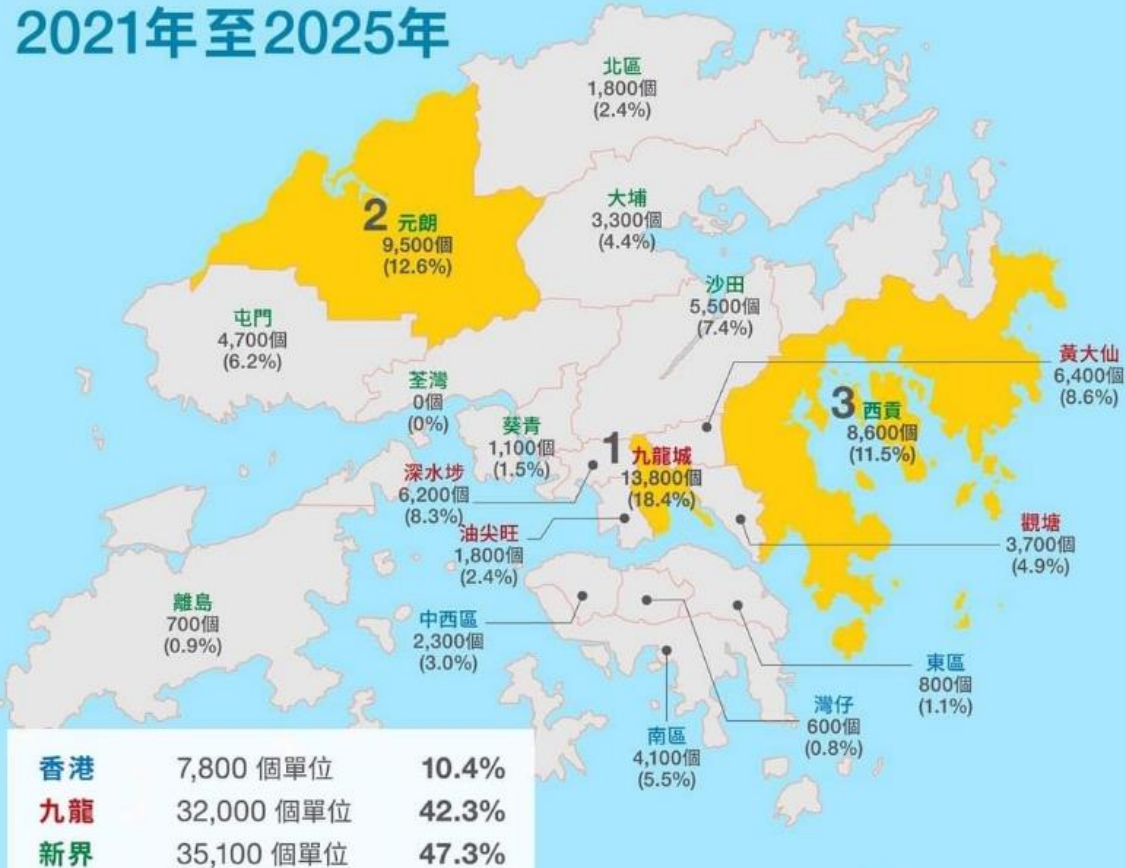 2021年至2025年
北區
1,800個
(2.4%)
2 元朗
9,500個
(12.6%)
大埔
3,300個
(4.4%)
沙田
5,500個
(7.4%)
屯門
4,700個
(6.2%)
黃大仙
6,400個
(8.6%)
荃灣
0個
(0%)
3 西貢
8,600個
(11.5%)
葵青
1,100個
(1.5%)
1 九龍城
13,800個
(18.4%)
深水埗
6,200個
(8.3%)
油尖旺
1,800個
(2.4%)
觀塘
3,700個
(4.9%)
離島
700個
(0.9%)
中西區
2,300個
(3.0%)
東區
800個
(1.1%)
灣仔
600個
(0.8%)
南區
4,100個
(5.5%)
香港 7,800 個單位 10.4%
九龍 32,000 個單位 42.3%
新界 35,100 個單位 47.3%